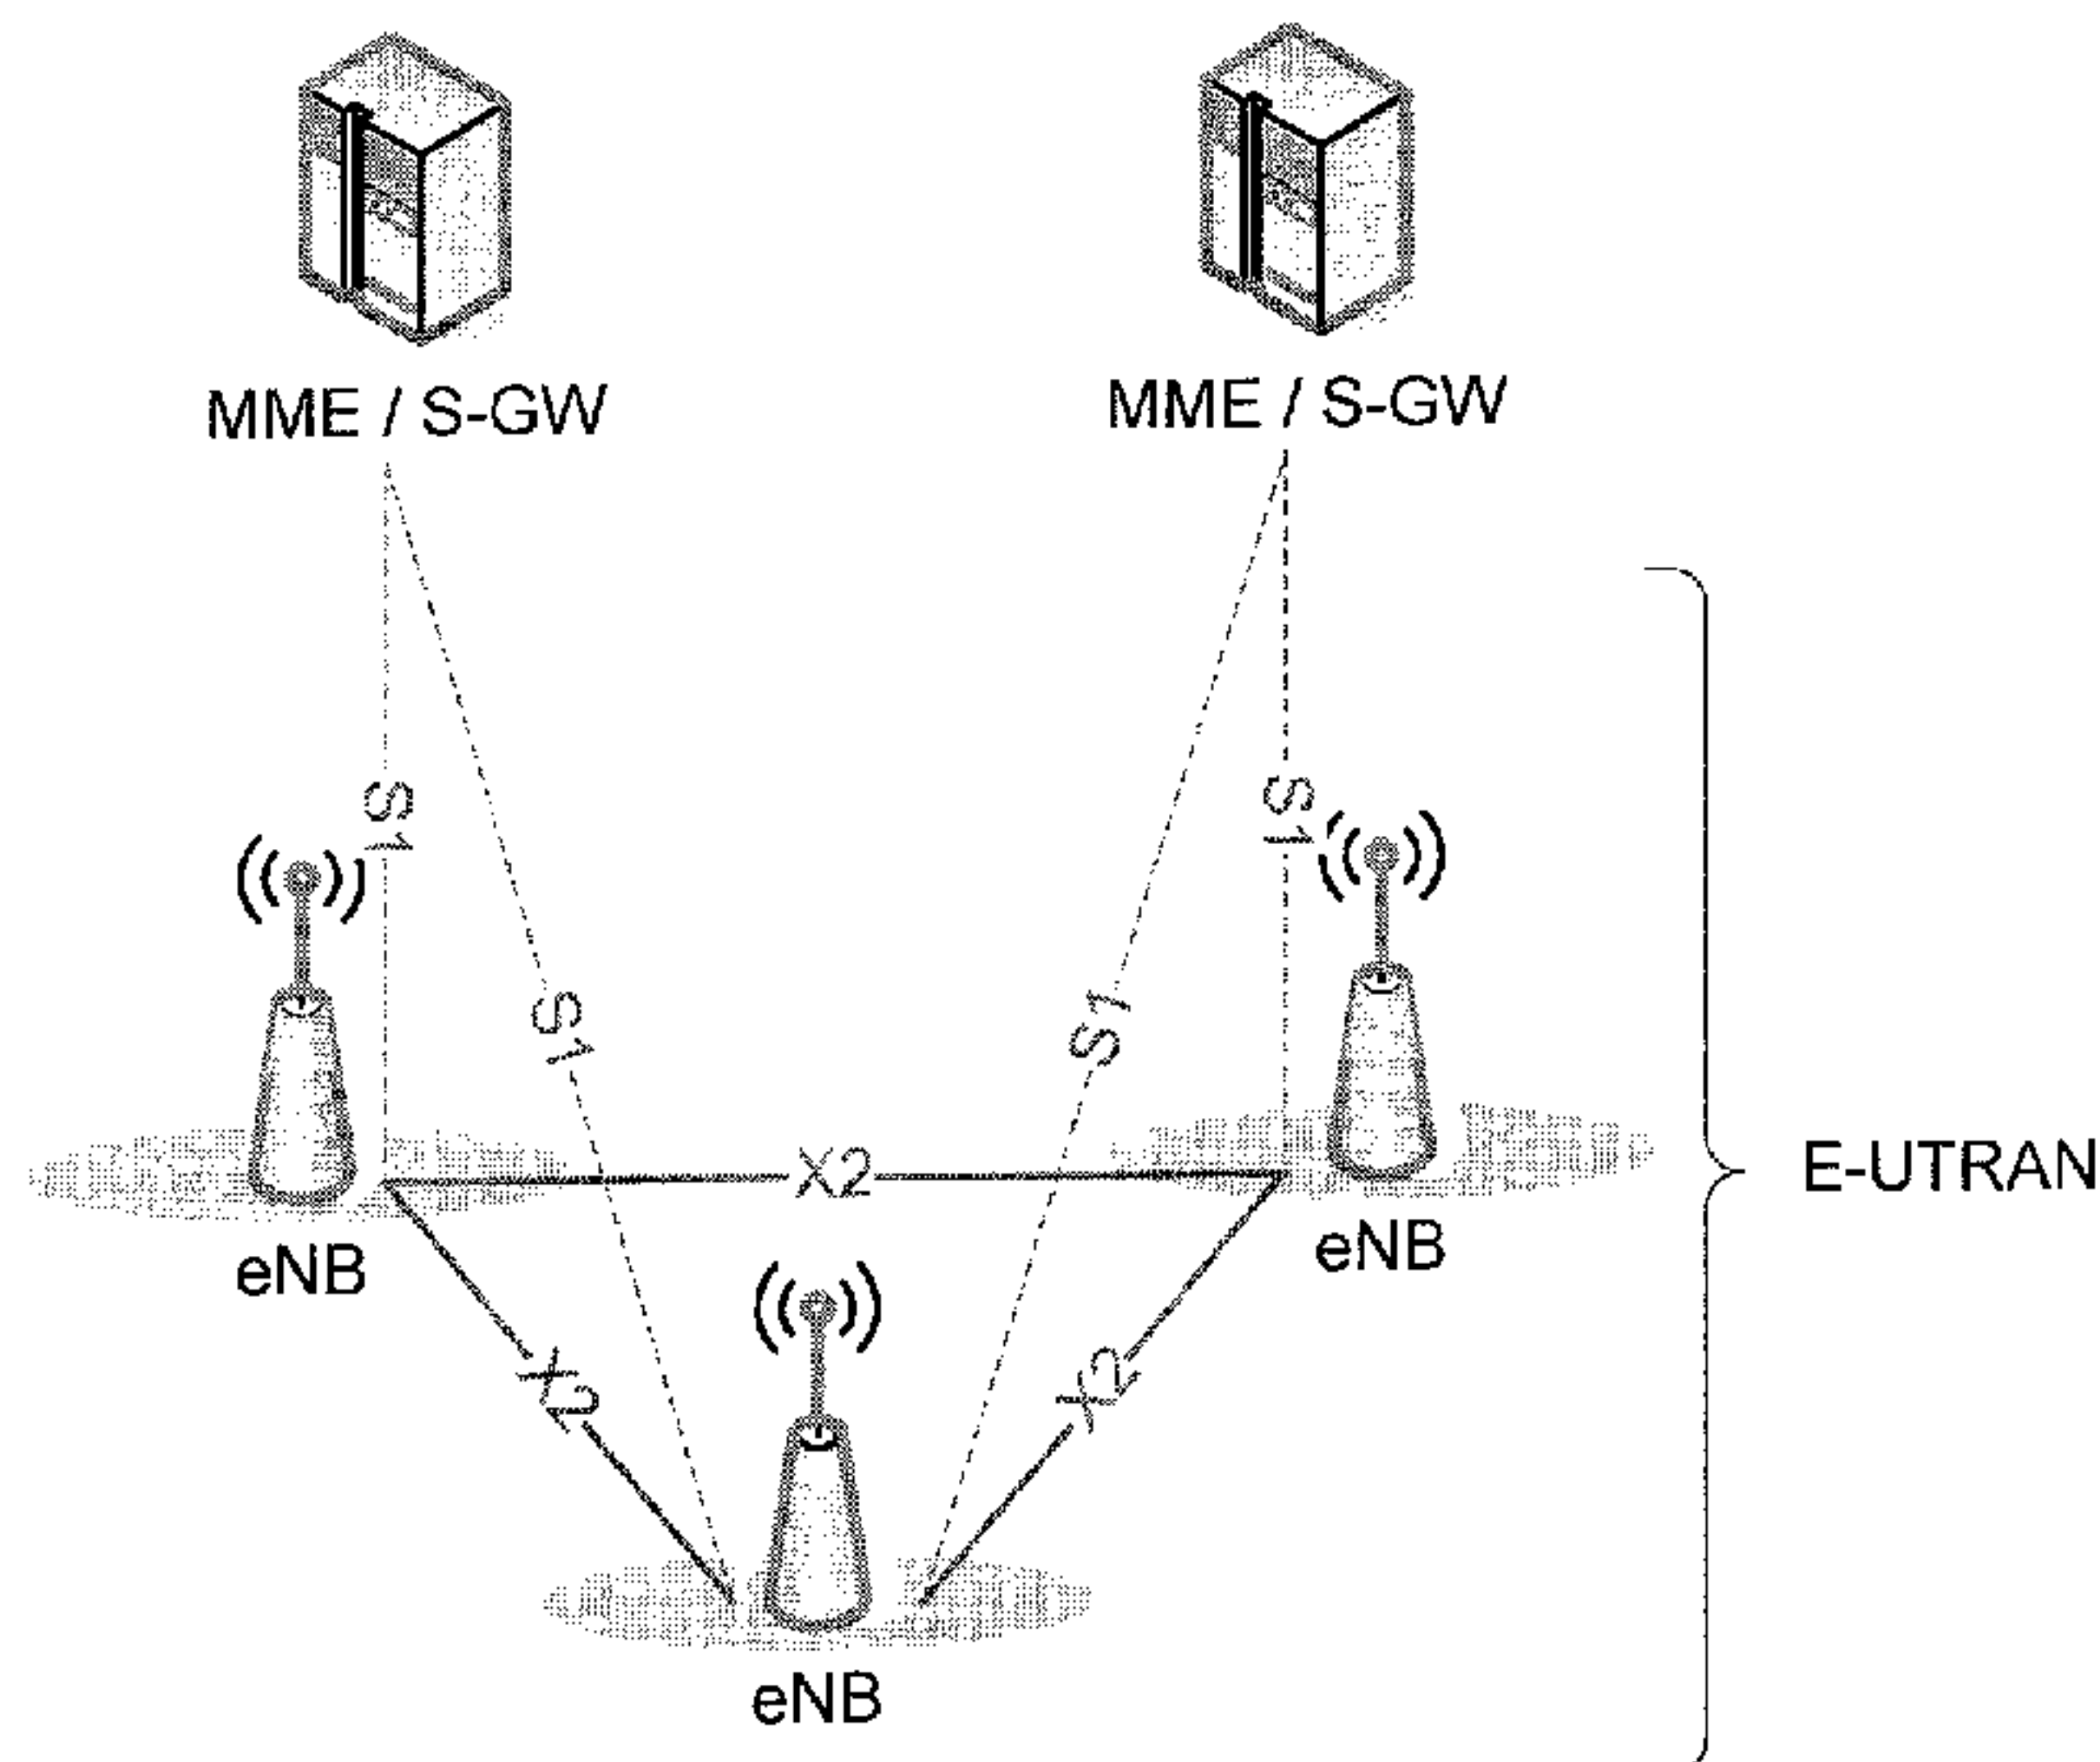 MME / S-GW
MME / S-GW
S1
S1
S1
S1
X2
E-UTRAN
eNB
eNB
X2
X2
eNB